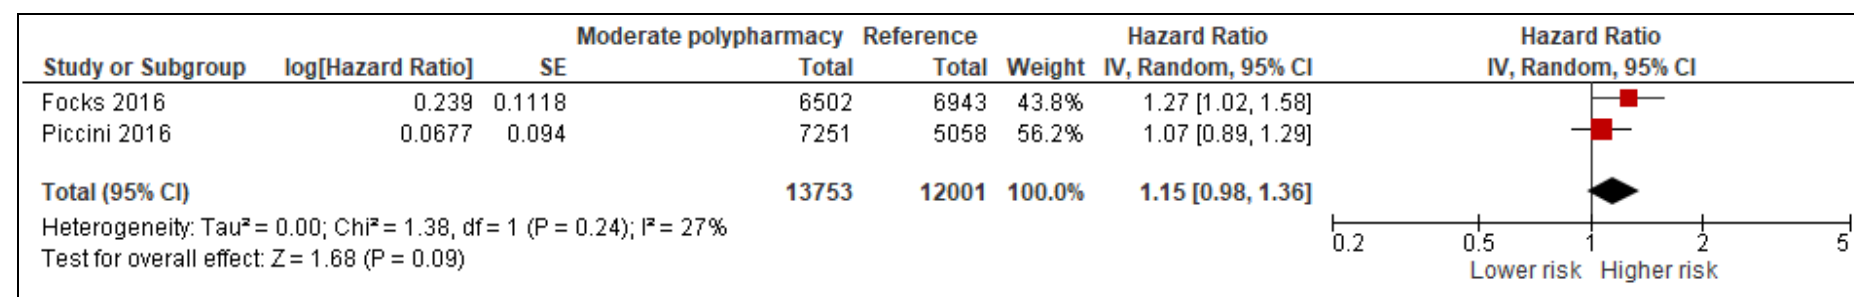 Moderate polypharmacy Reference Hazard Ratio Hazard Ratio
Study or Subgroup log[Hazard Ratio] SE Total Total Weight IV, Random, 95% CI IV, Random, 95% CI
Focks 2016 0.239 0.1118 6502 6943 43.8% 1.27 [1.02, 1.58]
Piccini 2016 0.0677 0.094 7251 5058 56.2% 1.07 [0.89, 1.29]
Total (95% CI) 13753 12001 100.0% 1.15 [0.98, 1.36]
Heterogeneity: Tau² = 0.00; Chi² = 1.38, df = 1 (P = 0.24); I² = 27%
Test for overall effect: Z = 1.68 (P = 0.09)
0.2 0.5 1 2 5
Lower risk Higher risk